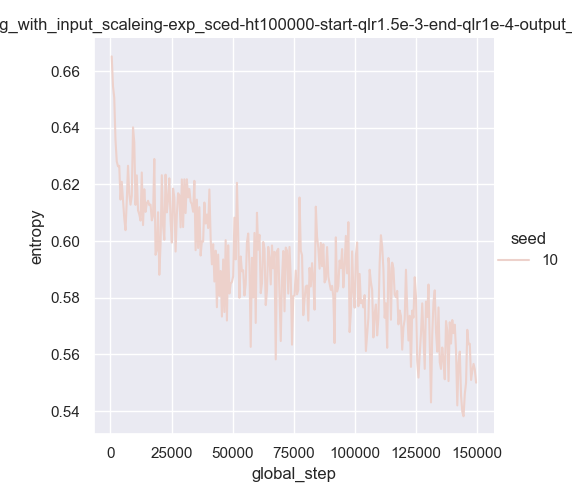 g_with_input_scaleing-exp_sced-ht100000-start-qlr1.5e-3-end-qlr1e-4-output_
0.66
0.64
0.62
0.60
0.58
0.56
0.54
entropy
0 25000 50000 75000 100000 125000 150000
global_step
seed
10